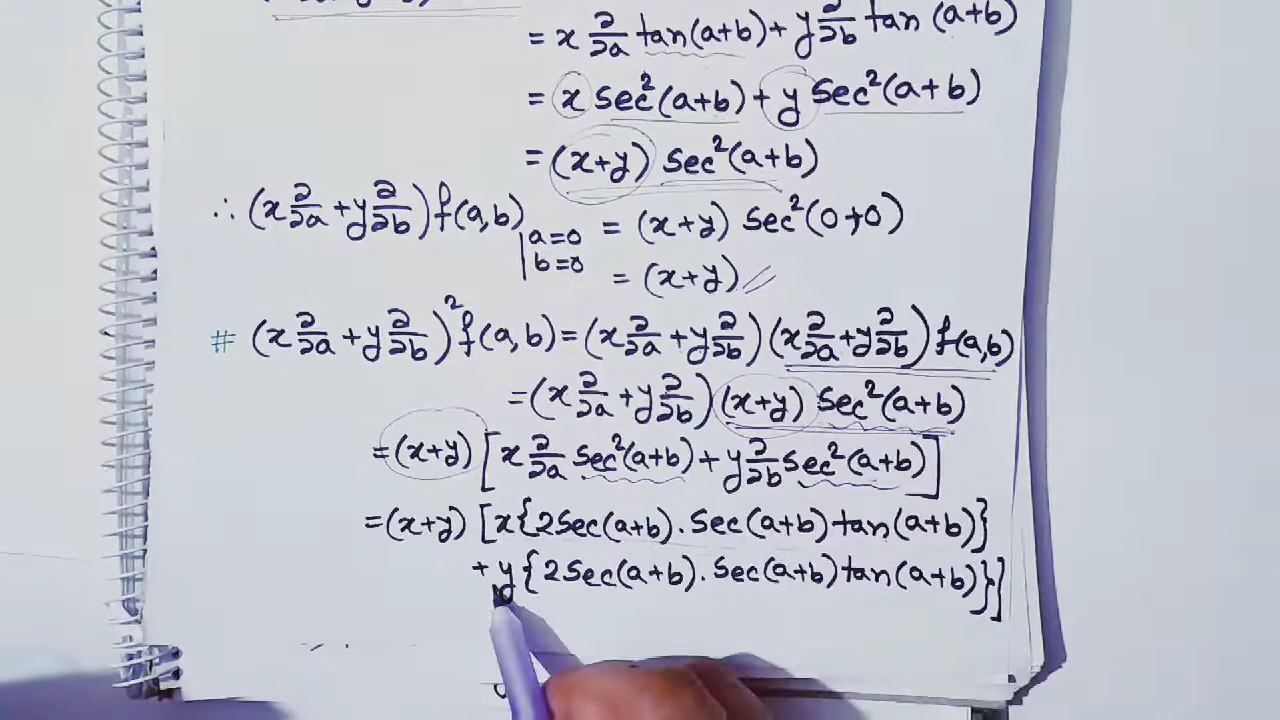 = x ∂/∂a tan(a+b) + y ∂/∂b tan (a+b)
= x sec²(a+b) + y sec²(a+b)
= (x+y) sec²(a+b)
∴ (x ∂/∂a + y ∂/∂b) f(a,b) |a=0 b=0 = (x+y) sec²(0+0)
= (x+y) //
# (x ∂/∂a + y ∂/∂b)² f(a,b) = (x ∂/∂a + y ∂/∂b) (x ∂/∂a + y ∂/∂b) f(a,b)
= (x ∂/∂a + y ∂/∂b) (x+y) sec²(a+b)
= (x+y) [x ∂/∂a sec²(a+b) + y ∂/∂b sec²(a+b)]
= (x+y) [x{2sec(a+b). sec(a+b) tan(a+b)}
+ y{2sec(a+b). sec(a+b) tan(a+b)}]